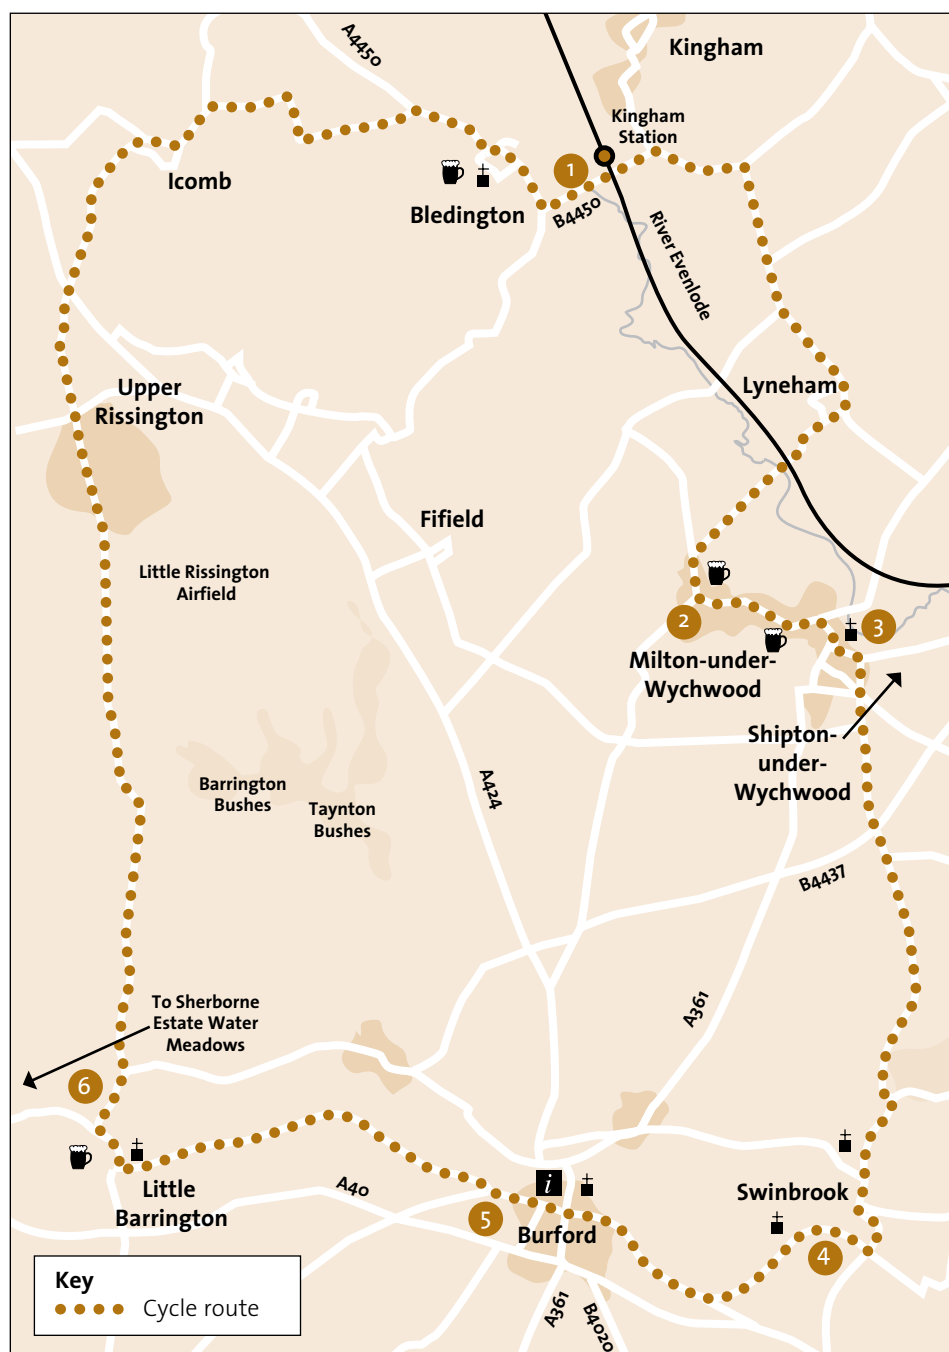 A4450
Kingham
Kingham
Station
1
Icomb
Bledington
B4450
River Evenlode
Upper
Rissington
Lyneham
Fifield
Little Rissington
Airfield
2
3
Milton-under-
Wychwood
Shipton-
under-
Wychwood
Barrington
Bushes
Taynton
Bushes
A424
B4437
To Sherborne
Estate Water
Meadows
A361
6
i
Little
Barrington
A40
5
Burford
Swinbrook
4
A361
B4020
Key
Cycle route